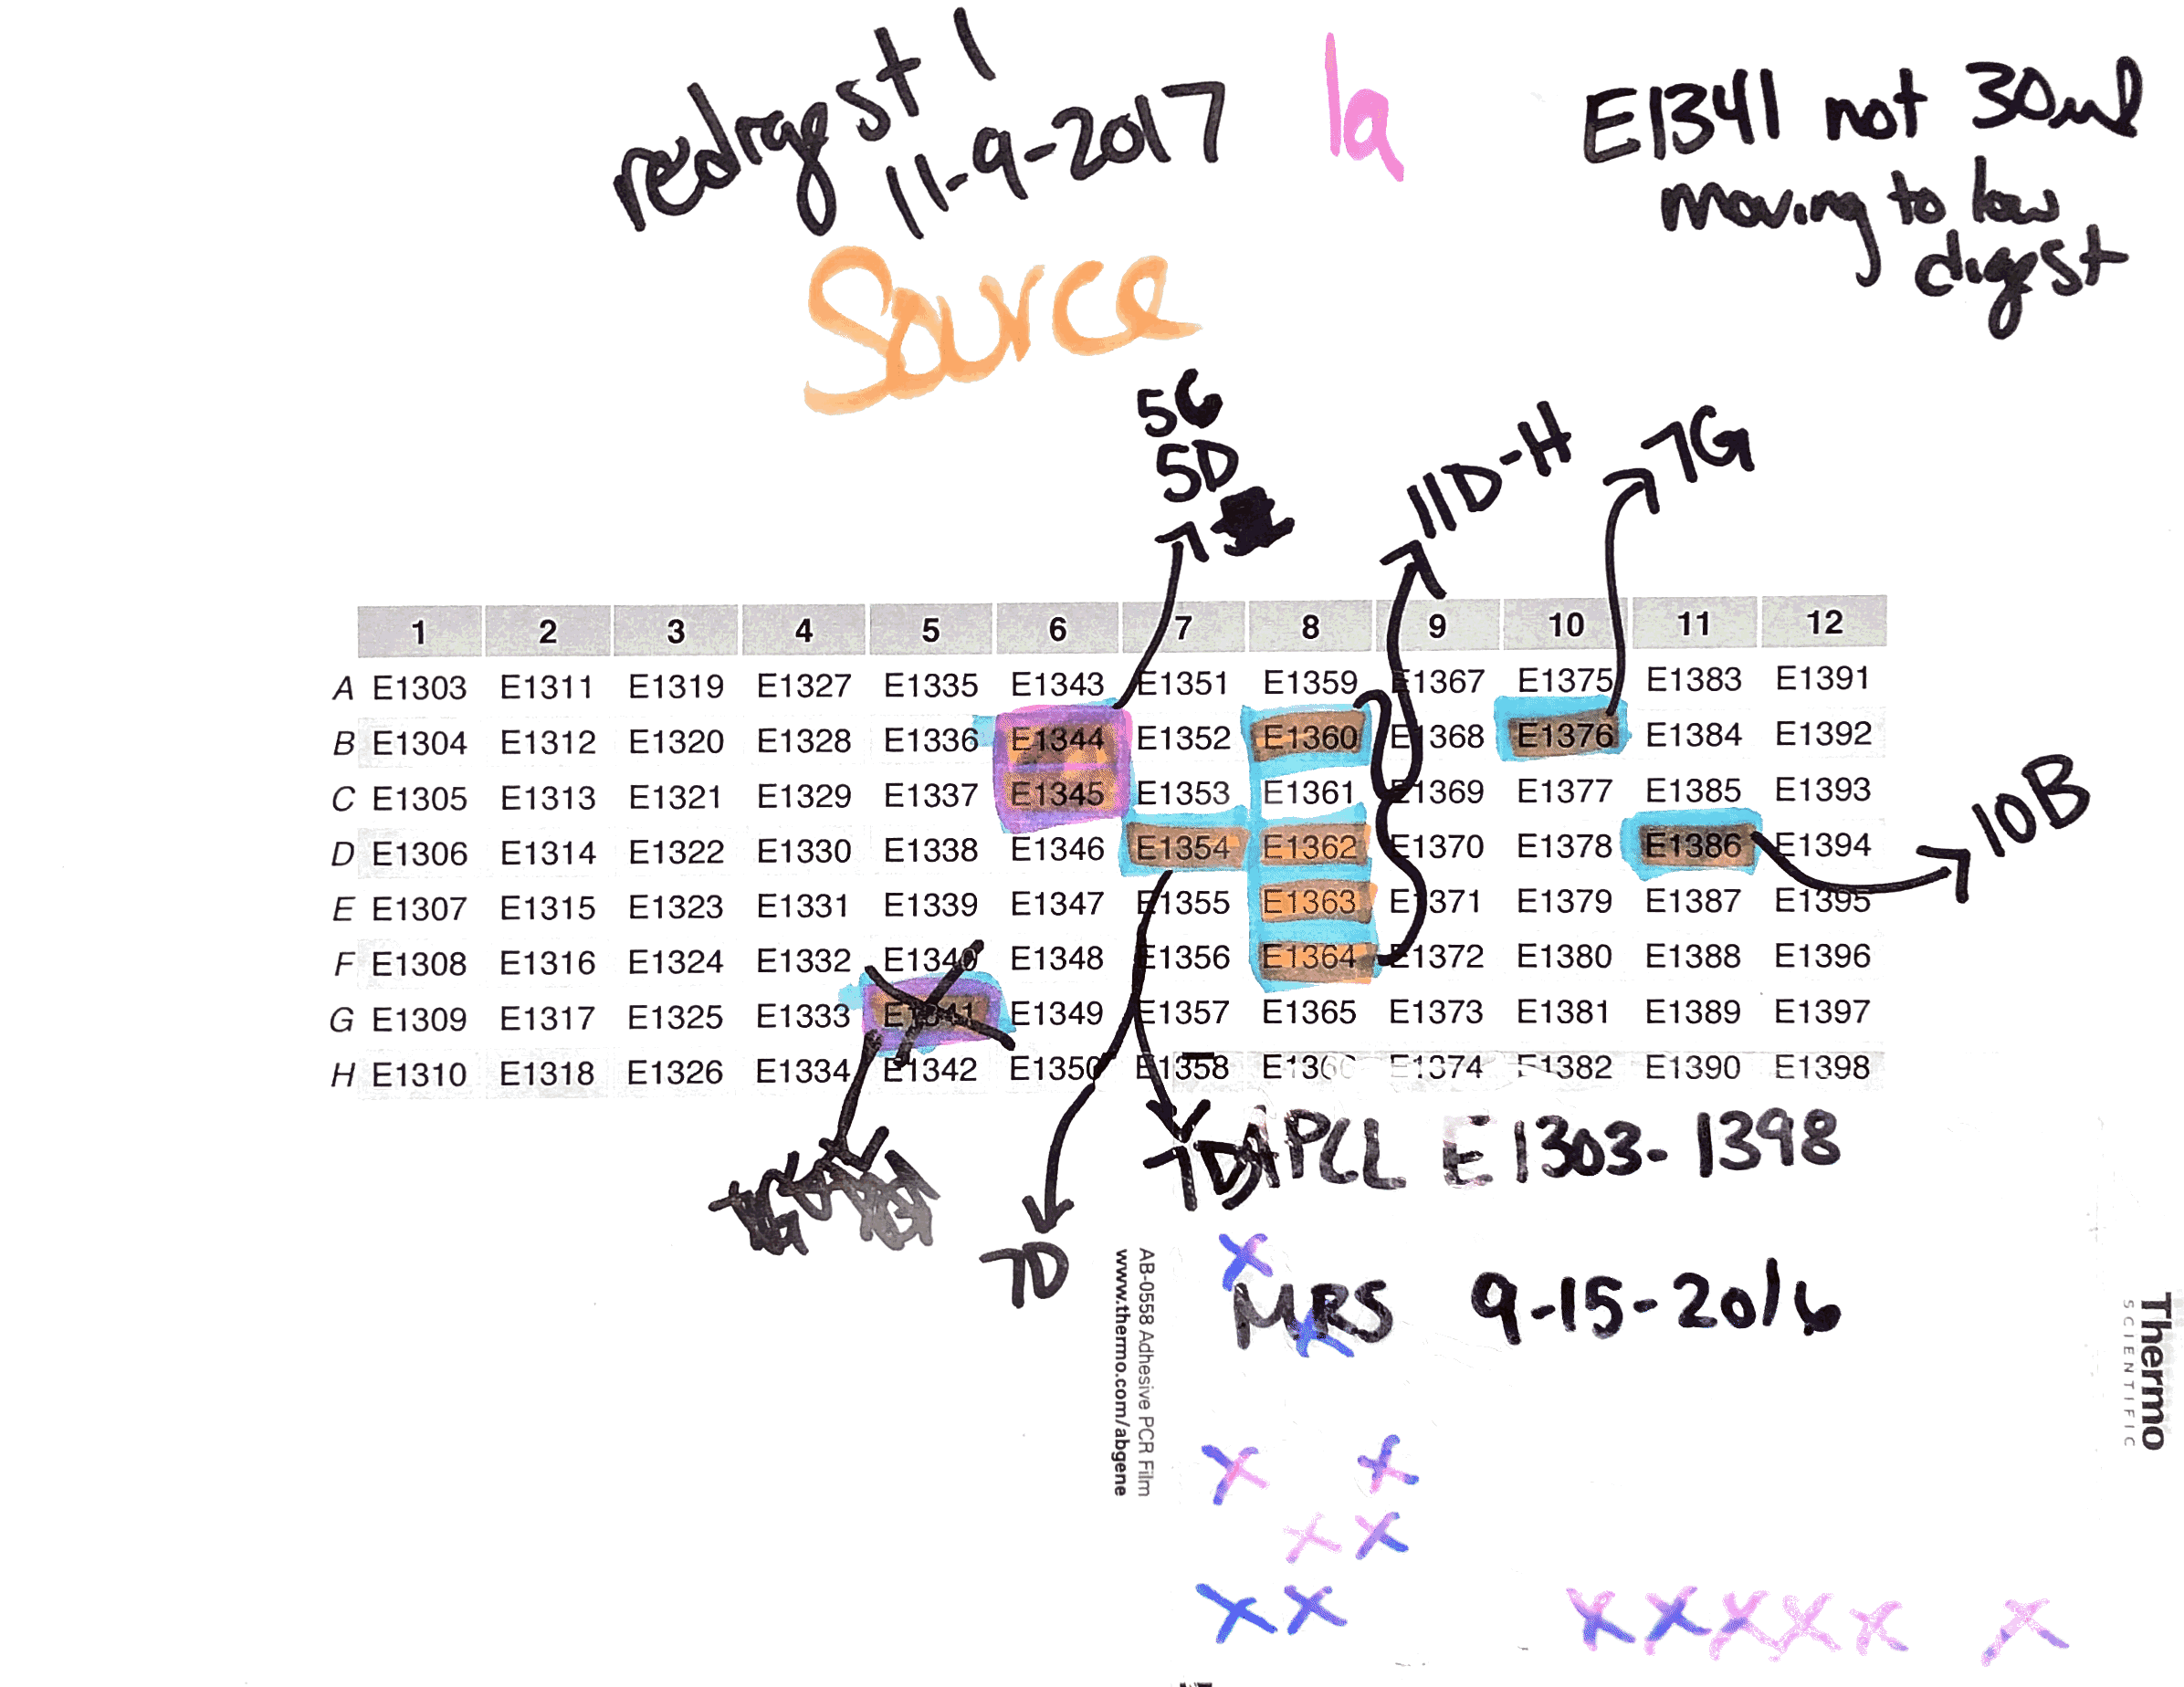 redigest 1
11-9-2017
1a
E1341 not 30ul
moving to low
digest
Source
5C
5D
11D-H
7G
1 2 3 4 5 6 7 8 9 10 11 12
A E1303 E1311 E1319 E1327 E1335 E1343 E1351 E1359 E1367 E1375 E1383 E1391
B E1304 E1312 E1320 E1328 E1336 E1344 E1352 E1360 E1368 E1376 E1384 E1392
C E1305 E1313 E1321 E1329 E1337 E1345 E1353 E1361 E1369 E1377 E1385 E1393
D E1306 E1314 E1322 E1330 E1338 E1346 E1354 E1362 E1370 E1378 E1386 E1394
E E1307 E1315 E1323 E1331 E1339 E1347 E1355 E1363 E1371 E1379 E1387 E1395
F E1308 E1316 E1324 E1332 E1340 E1348 E1356 E1364 E1372 E1380 E1388 E1396
G E1309 E1317 E1325 E1333 E1341 E1349 E1357 E1365 E1373 E1381 E1389 E1397
H E1310 E1318 E1326 E1334 E1342 E1350 E1358 E1366 E1374 E1382 E1390 E1398
10B
7D
7D
APCL E1303-1398
MRS 9-15-2016
AB-0558 Adhesive PCR Film
www.thermo.com/abgene
Thermo
SCIENTIFIC
X
X
X X
X X
X X X X X X X X